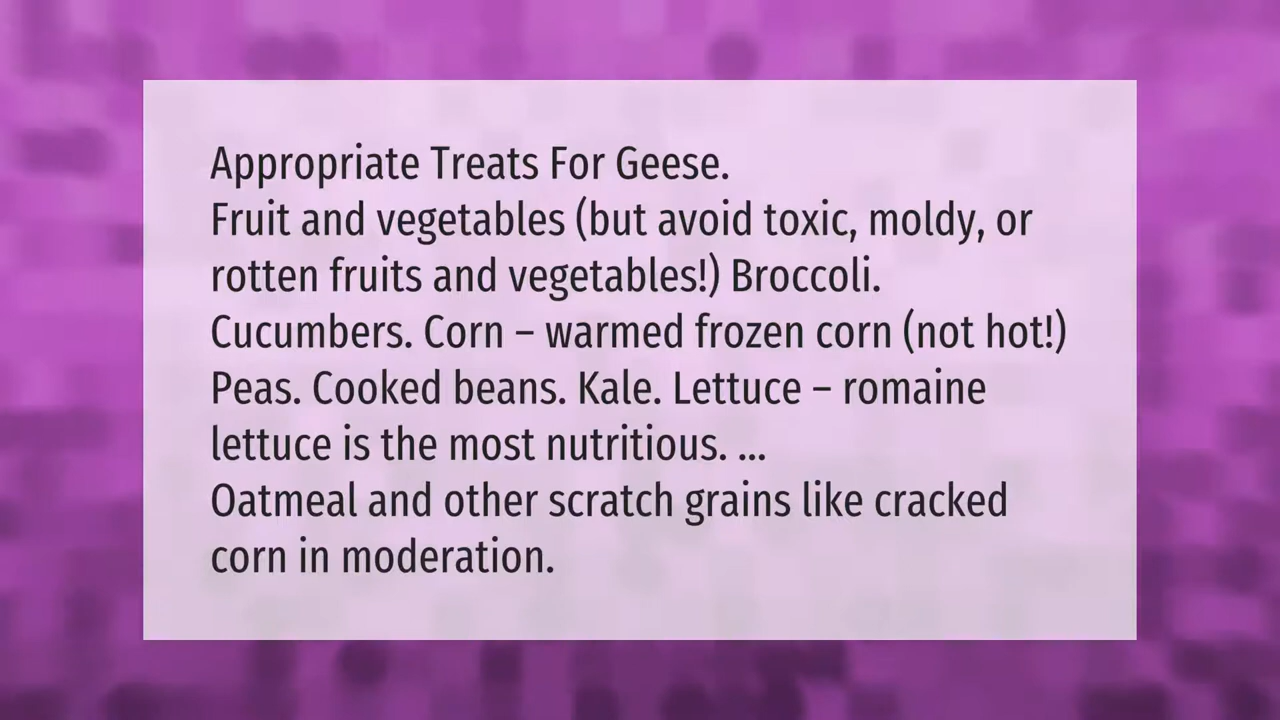 Appropriate Treats For Geese.
Fruit and vegetables (but avoid toxic, moldy, or
rotten fruits and vegetables!) Broccoli.
Cucumbers. Corn – warmed frozen corn (not hot!)
Peas. Cooked beans. Kale. Lettuce – romaine
lettuce is the most nutritious. ...
Oatmeal and other scratch grains like cracked
corn in moderation.